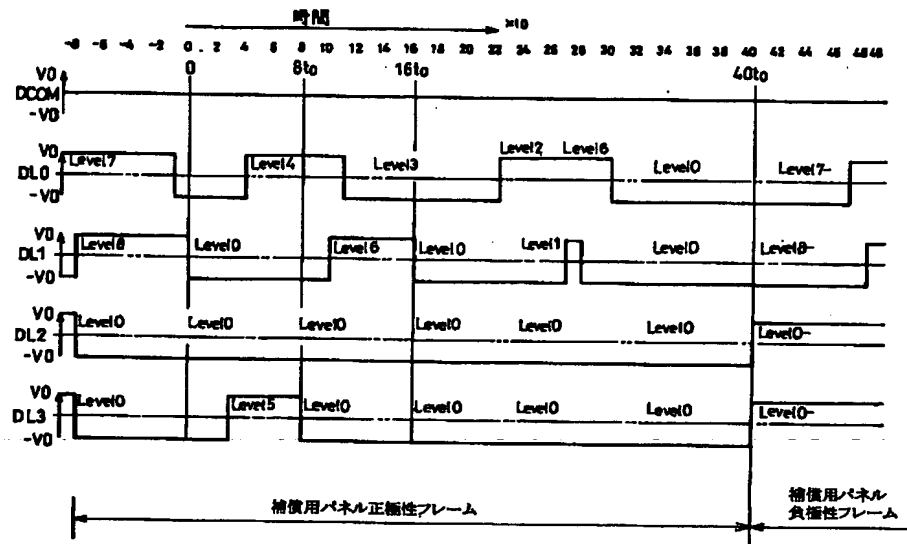 時間 ×t0
-8 -6 -4 -2 0 2 4 6 8 10 12 14 16 18 20 22 24 26 28 30 32 34 36 38 40 42 44 46 48
0 8t0 16t0 40t0
V0
DCOM
-V0
V0
Level7 Level4 Level3 Level2 Level6 Level0 Level7-
DL0
-V0
V0
Level8 Level0 Level6 Level0 Level1 Level0 Level8-
DL1
-V0
V0
Level0 Level0 Level0 Level0 Level0 Level0 Level0-
DL2
-V0
V0
Level0 Level5 Level0 Level0 Level0 Level0 Level0-
DL3
-V0
補償用パネル正極性フレーム
補償用パネル
負極性フレーム